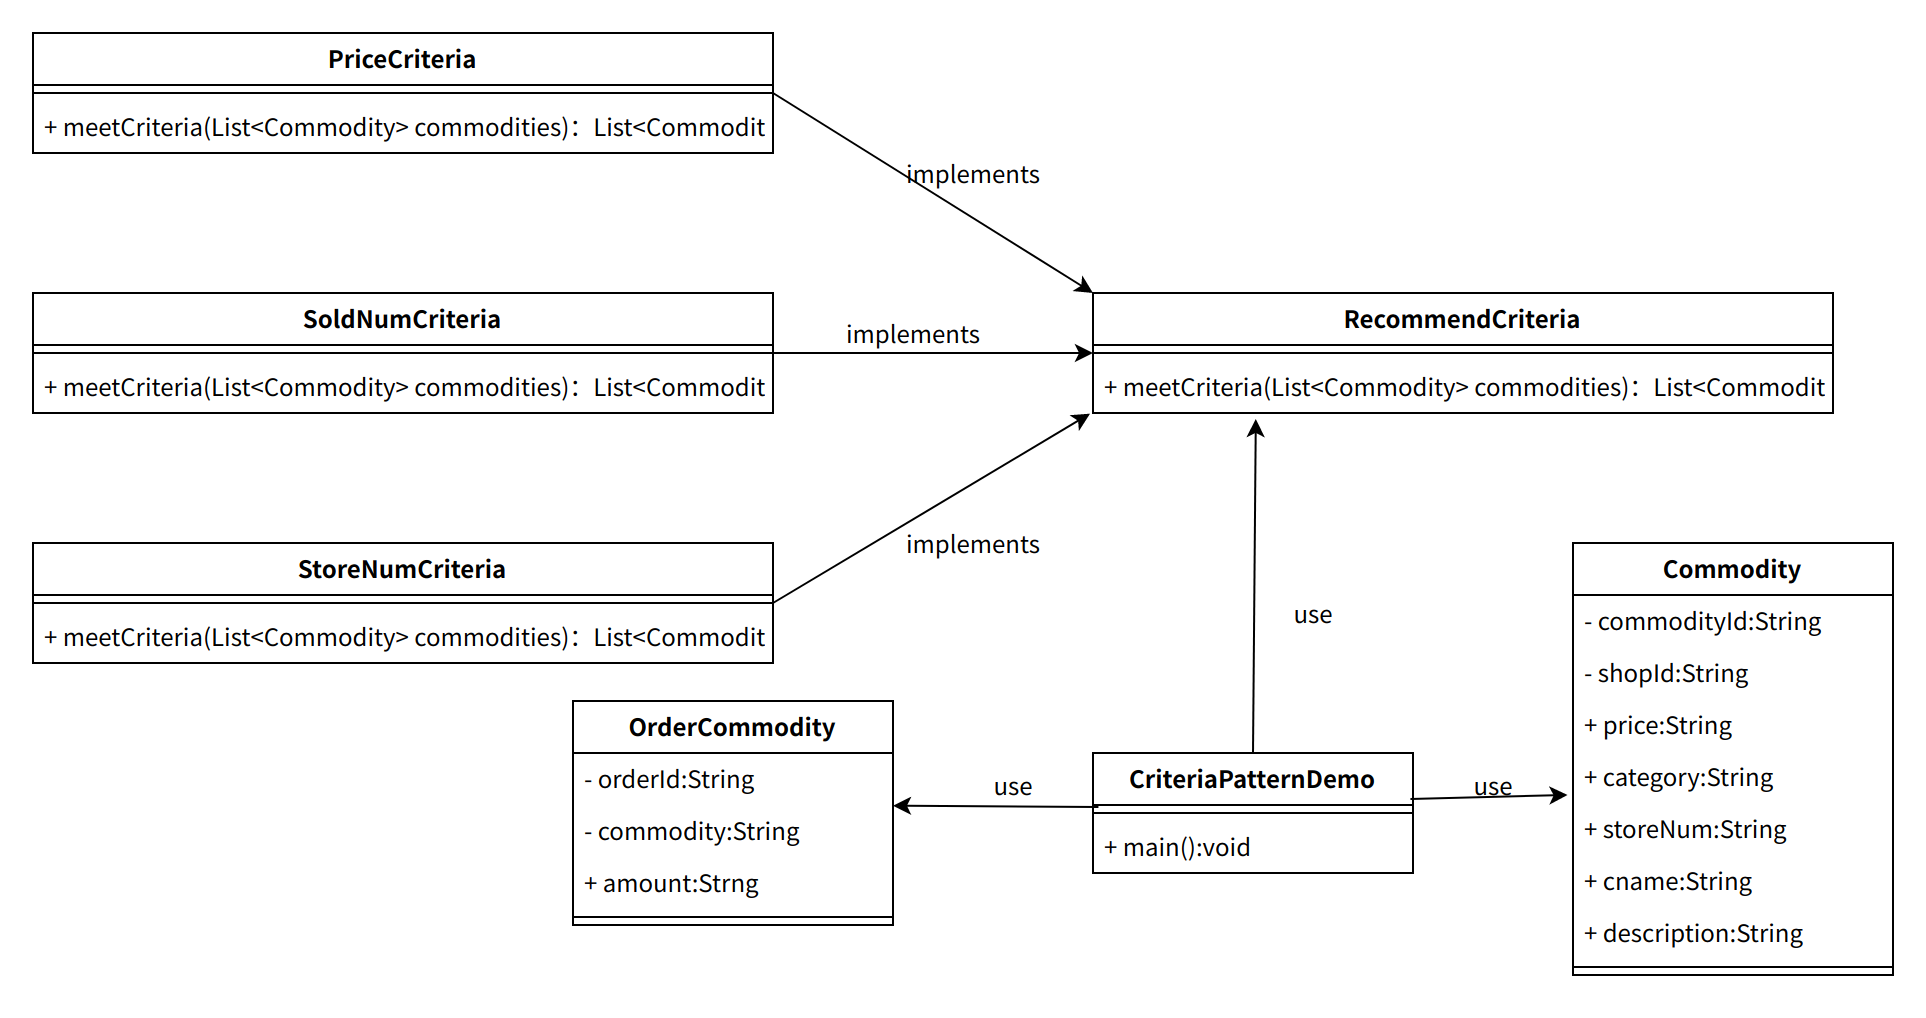 PriceCriteria
+ meetCriteria(List<Commodity> commodities)：List<Commodit
implements
SoldNumCriteria
+ meetCriteria(List<Commodity> commodities)：List<Commodit
implements
RecommendCriteria
+ meetCriteria(List<Commodity> commodities)：List<Commodit
StoreNumCriteria
+ meetCriteria(List<Commodity> commodities)：List<Commodit
implements
use
Commodity
- commodityId:String
- shopId:String
+ price:String
+ category:String
+ storeNum:String
+ cname:String
+ description:String
OrderCommodity
- orderId:String
- commodity:String
+ amount:Strng
use
CriteriaPatternDemo
+ main():void
use